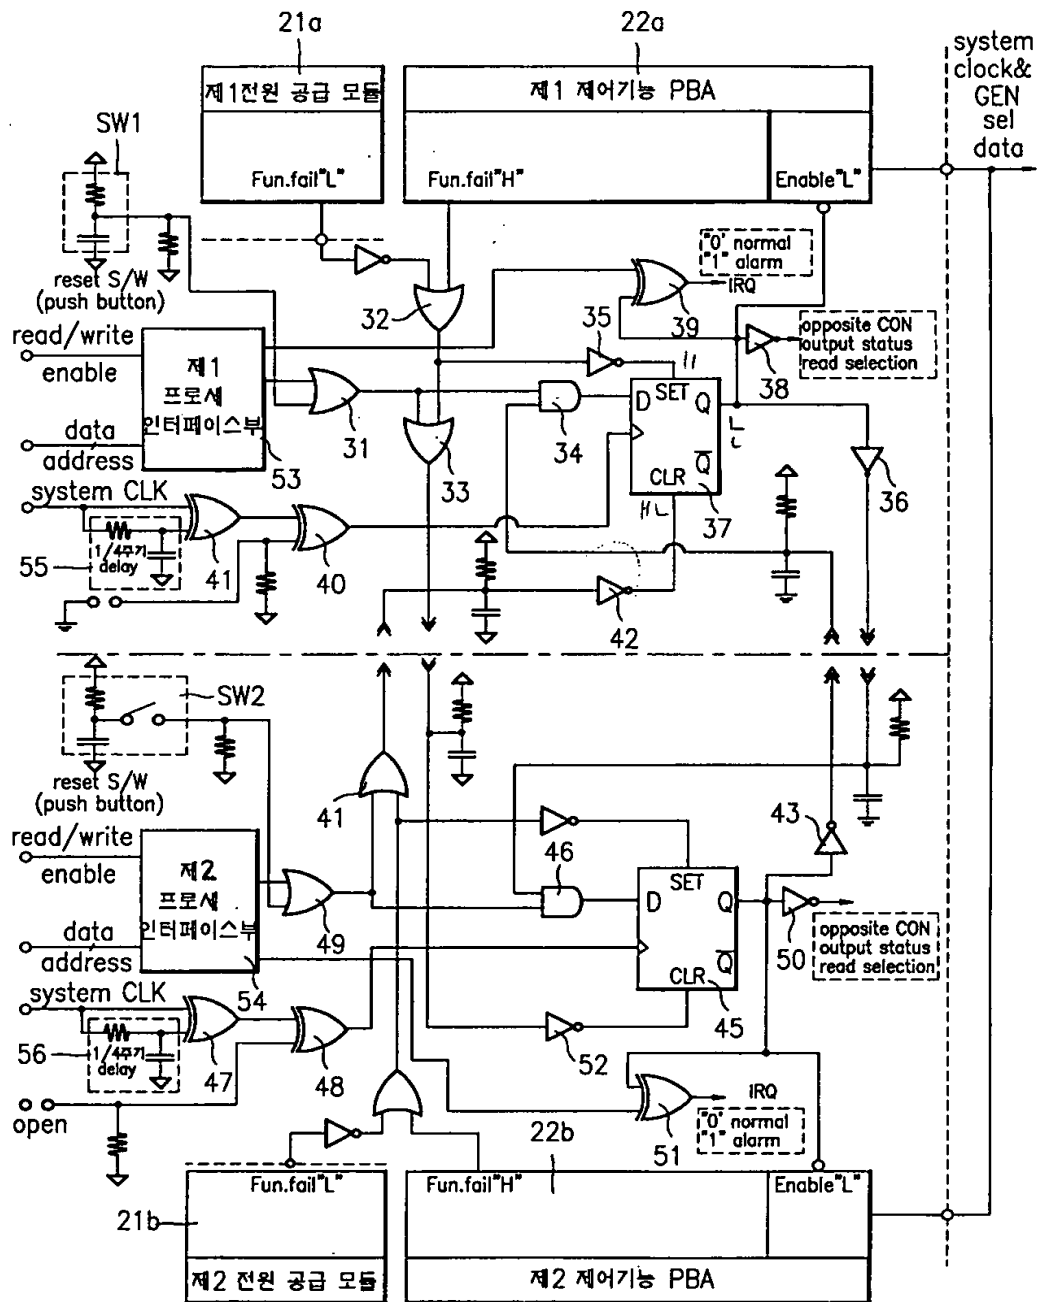 21a
22a
system
clock&
GEN
sel
data
제1전원 공급 모듈
제1 제어기능 PBA
SW1
Fun.fail"L"
Fun.fail"H"
Enable"L"
"0" normal
"1" alarm
IRQ
reset S/W
(push button)
32
35
39
38
opposite CON
output status
read selection
read/write
enable
제1
프로세
인터페이스부
data
address
53
31
33
34
D
SET
Q
Q
CLR
37
36
system CLK
1/4주기
delay
55
41
40
42
SW2
reset S/W
(push button)
41
43
read/write
enable
제2
프로세
인터페이스부
data
address
54
49
46
D
SET
Q
Q
CLR
45
50
opposite CON
output status
read selection
system CLK
1/4주기
delay
56
47
48
52
open
51
IRQ
"0" normal
"1" alarm
22b
21b
Fun.fail"L"
Fun.fail"H"
Enable"L"
제2 전원 공급 모듈
제2 제어기능 PBA